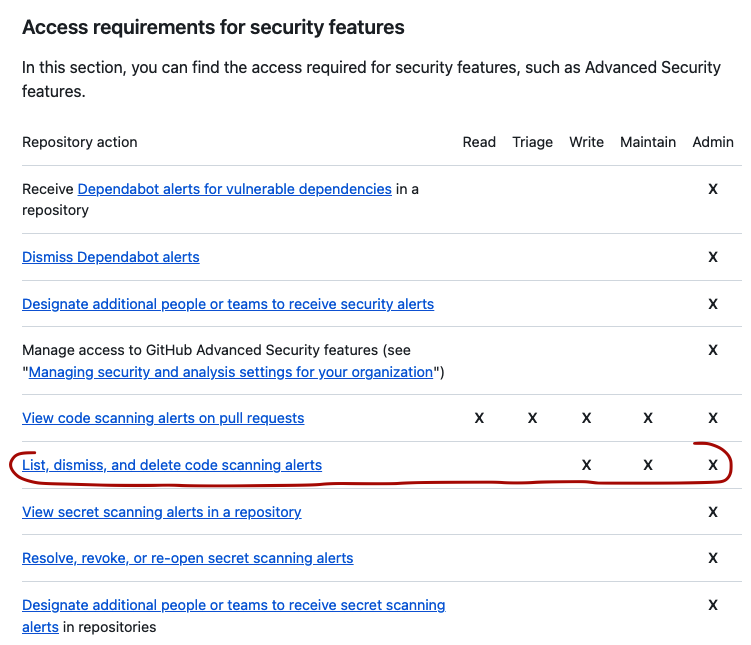 Access requirements for security features
In this section, you can find the access required for security features, such as Advanced Security
features.
Repository action Read Triage Write Maintain Admin
Receive Dependabot alerts for vulnerable dependencies in a X
repository
Dismiss Dependabot alerts X
Designate additional people or teams to receive security alerts X
Manage access to GitHub Advanced Security features (see X
"Managing security and analysis settings for your organization")
View code scanning alerts on pull requests X X X X X
List, dismiss, and delete code scanning alerts X X X
View secret scanning alerts in a repository X
Resolve, revoke, or re-open secret scanning alerts X
Designate additional people or teams to receive secret scanning X
alerts in repositories